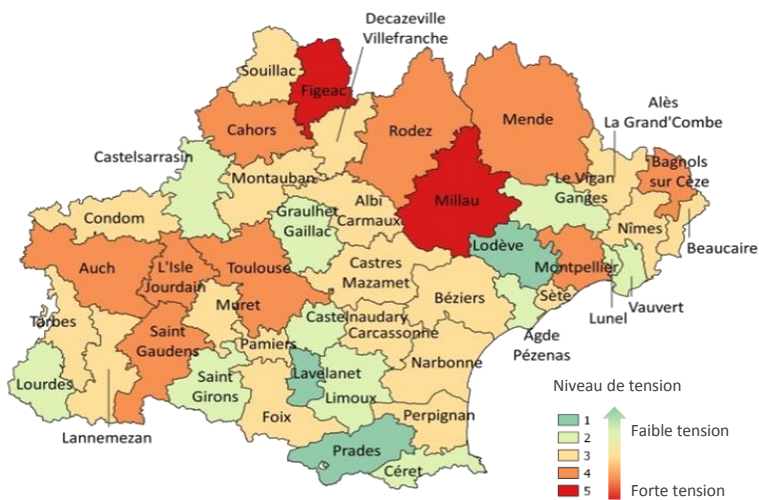 Decazeville
Villefranche
Souillac
Figeac
Alès
La Grand'Combe
Cahors
Rodez
Mende
Castelsarrasin
Bagnols
sur Cèze
Montauban
Le Vigan
Ganges
Albi
Carmaux
Millau
Condom
Graulhet
Gaillac
Nîmes
Lodève
Beaucaire
Auch
L'Isle
Jourdain
Toulouse
Castres
Mazamet
Montpellier
Béziers
Sète
Muret
Tarbes
Castelnaudary
Carcassonne
Vauvert
Lunel
Saint
Gaudens
Pamiers
Agde
Pézenas
Narbonne
Lourdes
Saint
Girons
Lavelanet
Limoux
Foix
Perpignan
Lannemezan
Prades
Céret
Niveau de tension
1
2
3
4
5
Faible tension
Forte tension